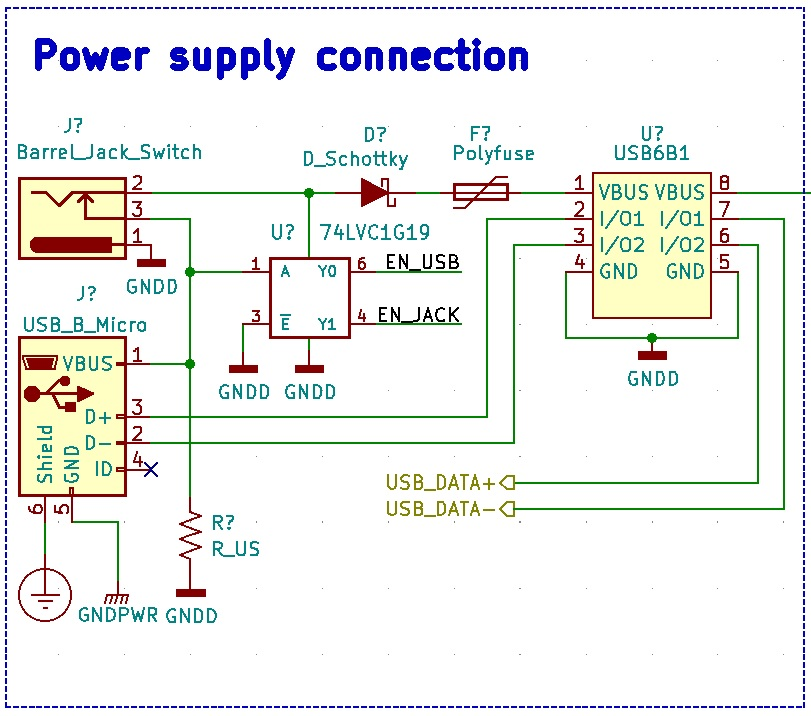 Power supply connection
J?
Barrel_Jack_Switch
2
3
1
GNDD
D?
D_Schottky
F?
Polyfuse
U?
USB6B1
1
2
3
4
VBUS VBUS
I/O1 I/O1
I/O2 I/O2
GND GND
8
7
6
5
GNDD
U?
74LVC1G19
1
A
Y0
6
EN_USB
3
E
Y1
4
EN_JACK
GNDD
GNDD
J?
USB_B_Micro
VBUS
1
D+
3
D-
2
ID
4
Shield
GND
6
5
GNDPWR
R?
R_US
GNDD
USB_DATA+
USB_DATA-